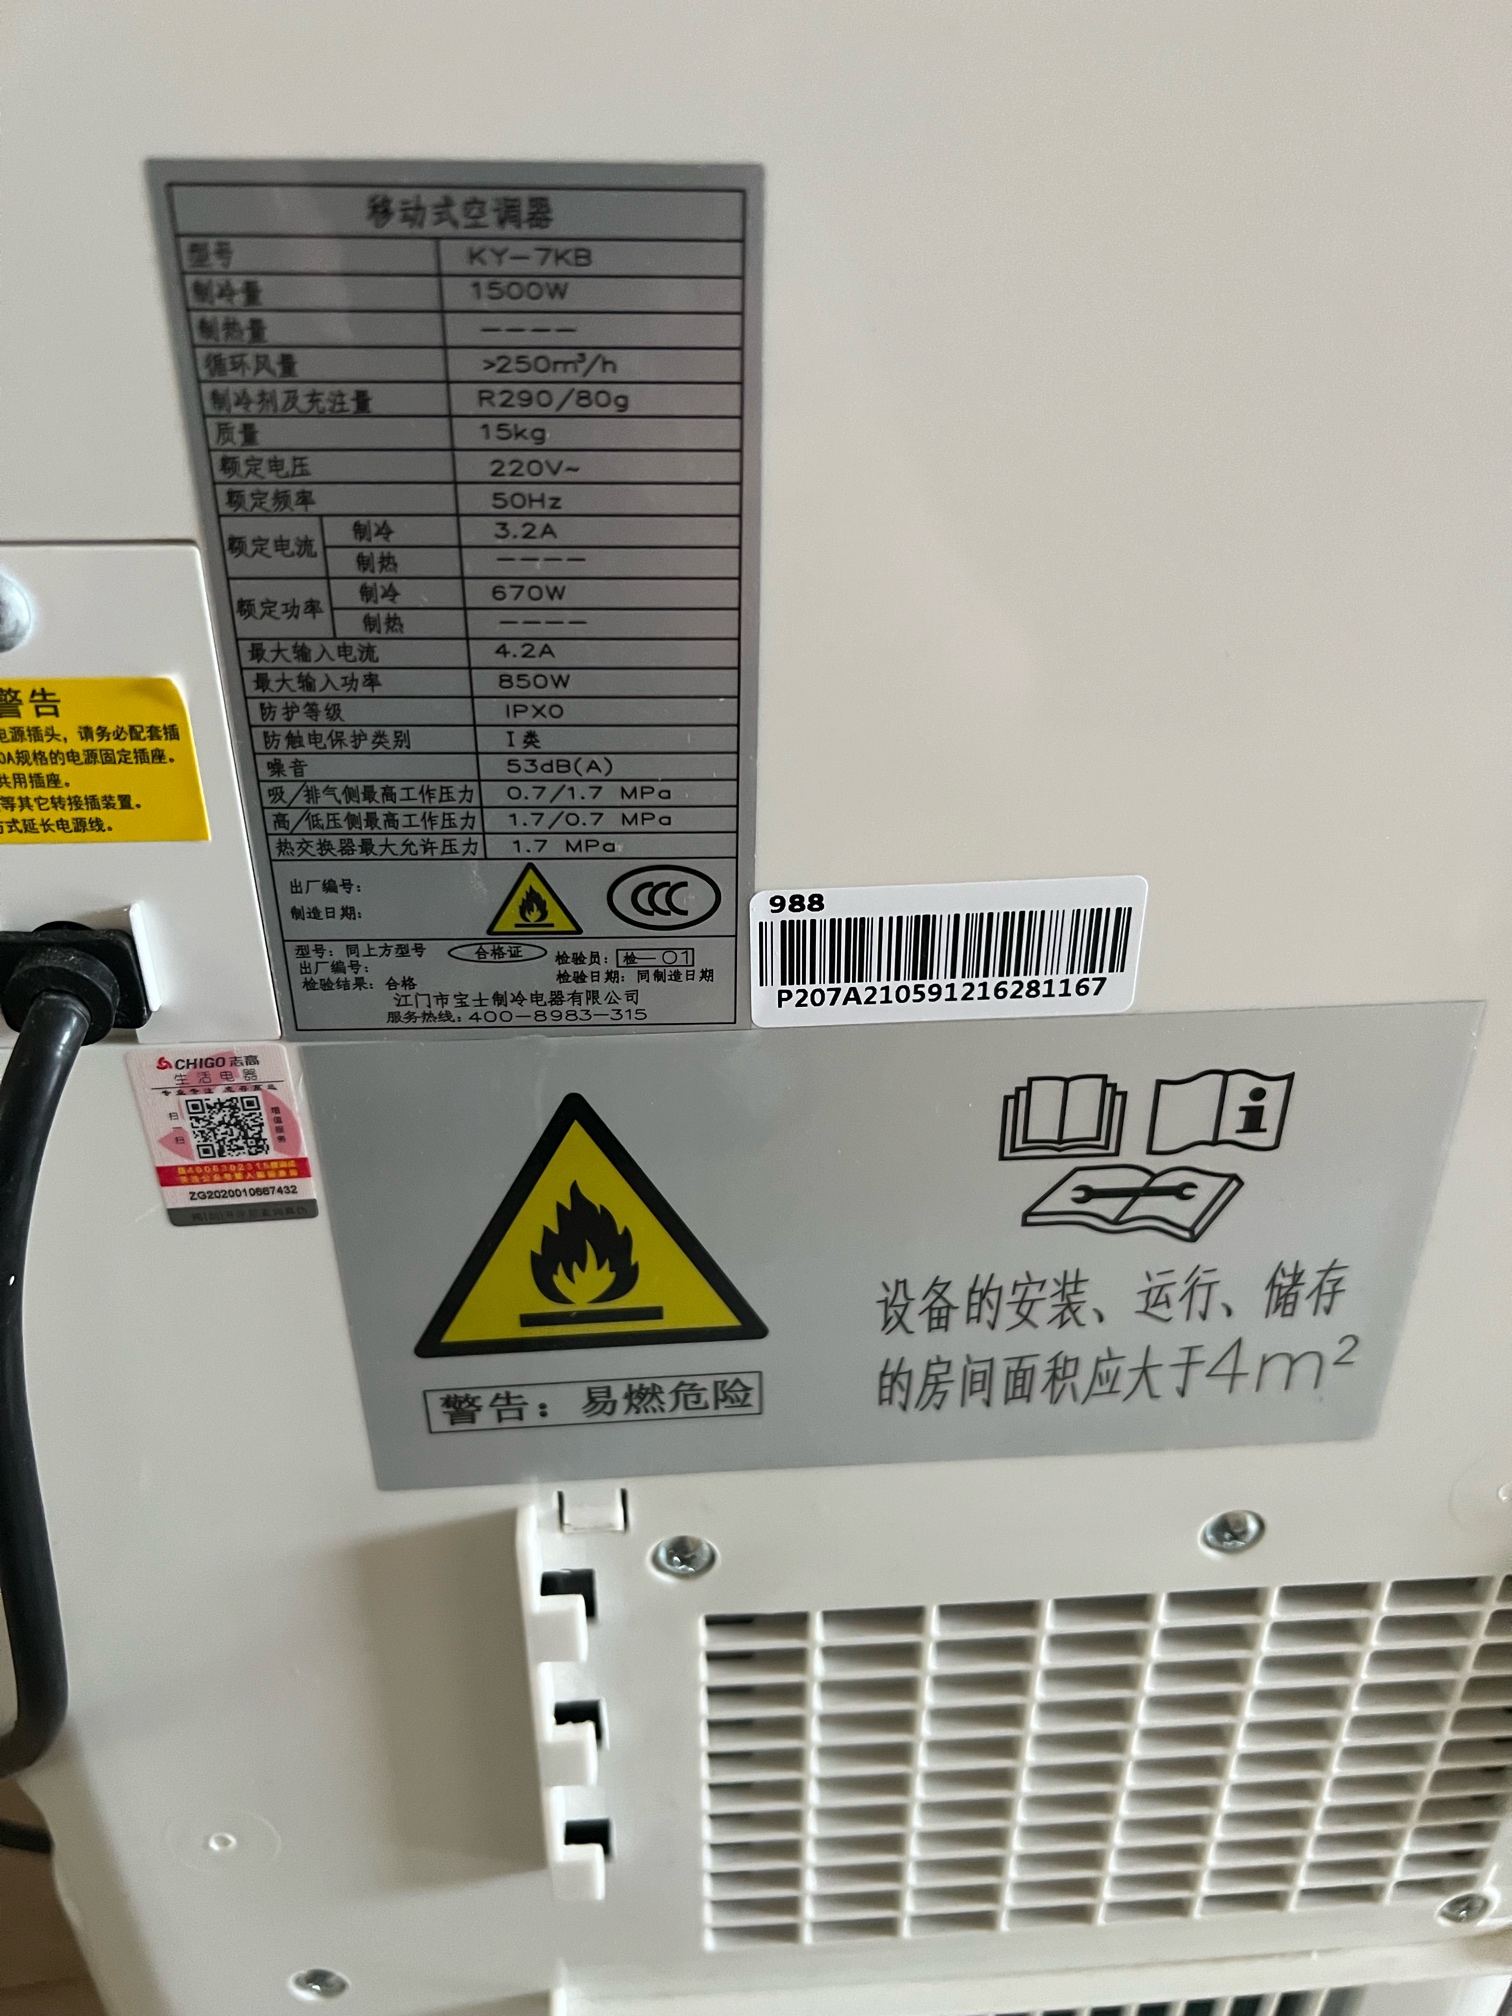 移动式空调器
型号 KY-7KB
制冷量 1500W
制热量 ----
循环风量 >250m³/h
制冷剂及充注量 R290/80g
质量 15kg
额定电压 220V~
额定频率 50Hz
额定电流 制冷 3.2A
制热 ----
额定功率 制冷 670W
制热 ----
最大输入电流 4.2A
最大输入功率 850W
防护等级 IPX0
防触电保护类别 I类
噪音 53dB(A)
吸/排气侧最高工作压力 0.7/1.7 MPa
高/低压侧最高工作压力 1.7/0.7 MPa
热交换器最大允许压力 1.7 MPa
出厂编号:
制造日期:
CCC
型号: 同上方型号 合格证 检验员: 检-01
出厂编号: 检验日期: 同制造日期
检验结果: 合格
江门市宝士制冷电器有限公司
服务热线: 400-8983-315
警告
电源插头，请务必配套插
0A规格的电源固定插座。
共用插座。
等其它转接插装置。
方式延长电源线。
988
P207A210591216281167
CHIGO 志高
生活电器
扫一扫
增值服务
ZG2020010667432
警告: 易燃危险
设备的安装、运行、储存
的房间面积应大于4m²